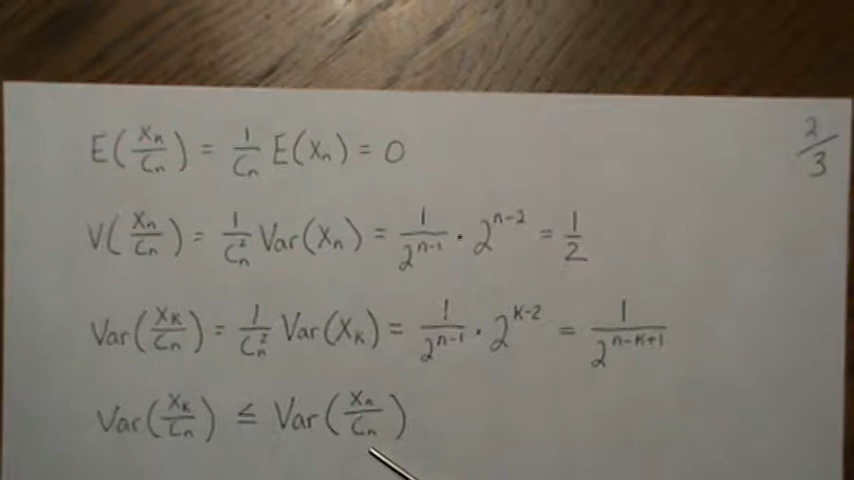 2/3
E(Xn/Cn) = 1/Cn E(Xn) = 0
V(Xn/Cn) = 1/Cn² Var(Xn) = 1/2^(n-1) · 2^(n-2) = 1/2
Var(XK/Cn) = 1/Cn² Var(XK) = 1/2^(n-1) · 2^(K-2) = 1/2^(n-K+1)
Var(XK/Cn) ≤ Var(Xn/Cn)